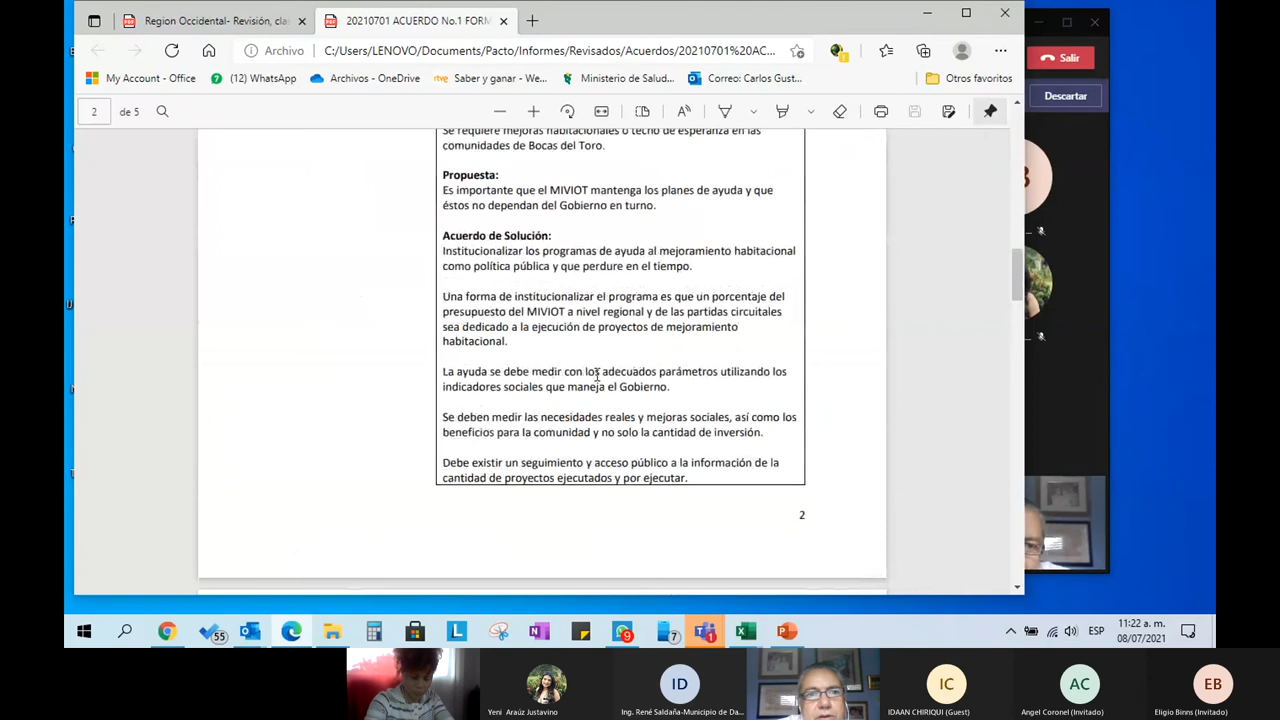 Region Occidental- Revisión, cla
20210701 ACUERDO No.1 FORM
Archivo
C:/Users/LENOVO/Documents/Pacto/Informes/Revisados/Acuerdos/20210701%20AC...
My Account - Office
(12) WhatsApp
Archivos - OneDrive
Saber y ganar - We...
Ministerio de Salud...
Correo: Carlos Gust...
Otros favoritos
2
de 5
Salir
Descartar
Se requiere mejoras habitacionales o techo de esperanza en las
comunidades de Bocas del Toro.
Propuesta:
Es importante que el MIVIOT mantenga los planes de ayuda y que
éstos no dependan del Gobierno en turno.
Acuerdo de Solución:
Institucionalizar los programas de ayuda al mejoramiento habitacional
como política pública y que perdure en el tiempo.
Una forma de institucionalizar el programa es que un porcentaje del
presupuesto del MIVIOT a nivel regional y de las partidas circuitales
sea dedicado a la ejecución de proyectos de mejoramiento
habitacional.
La ayuda se debe medir con los adecuados parámetros utilizando los
indicadores sociales que maneja el Gobierno.
Se deben medir las necesidades reales y mejoras sociales, así como los
beneficios para la comunidad y no solo la cantidad de inversión.
Debe existir un seguimiento y acceso público a la información de la
cantidad de proyectos ejecutados y por ejecutar.
2
55
9
7
1
ESP
11:22 a. m.
08/07/2021
ID
IC
AC
EB
Yeni Araúz Justavino
Ing. René Saldaña-Municipio de Da...
IDAAN CHIRIQUI (Guest)
Angel Coronel (Invitado)
Eligio Binns (Invitado)